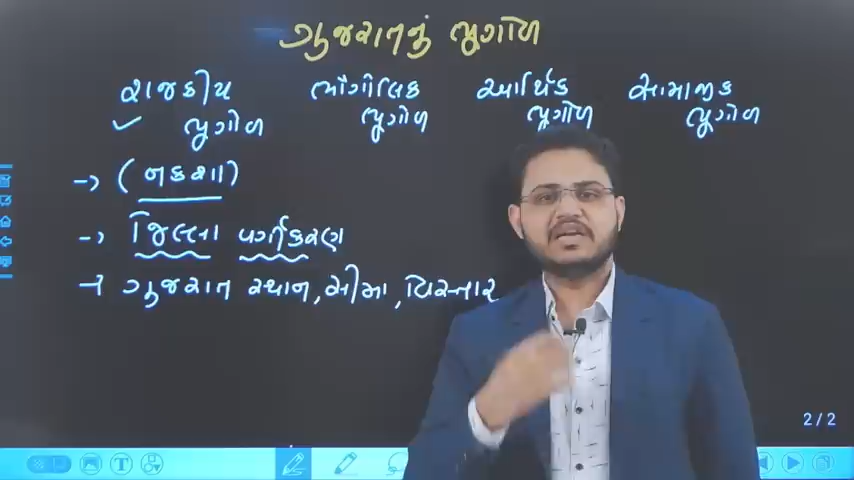 ગુજરાતનું ભુગોળ
રાજકીય ભૌગોલિક આર્થિક સામાજીક
ભુગોળ ભુગોળ ભુગોળ ભુગોળ
→ (નકશા)
→ જિલ્લા વર્ગીકરણ
→ ગુજરાત સ્થાન, સીમા, વિસ્તાર
2/2
T